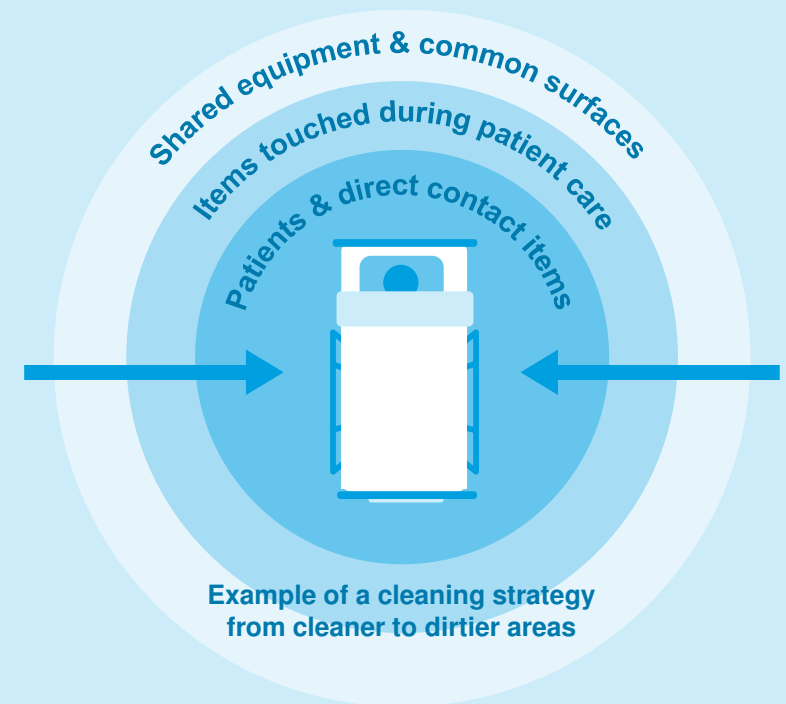 Shared equipment & common surfaces
Items touched during patient care
Patients & direct contact items
Example of a cleaning strategy
from cleaner to dirtier areas